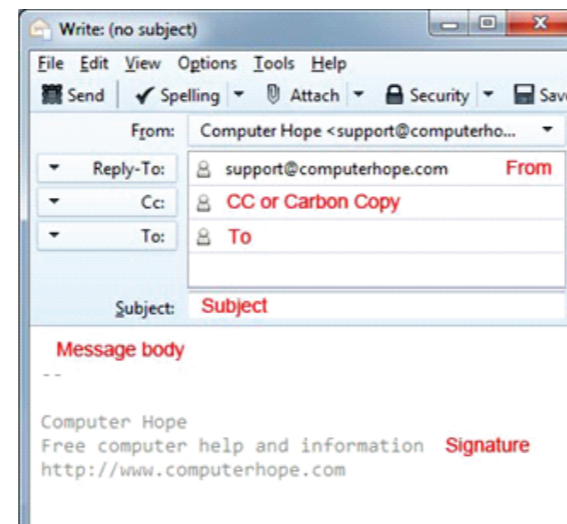 Write: (no subject)
File Edit View Options Tools Help
Send Spelling Attach Security Sav
From: Computer Hope <support@computerho...
Reply-To: support@computerhope.com From
Cc: CC or Carbon Copy
To: To
Subject: Subject
Message body
--
Computer Hope
Free computer help and information Signature
http://www.computerhope.com